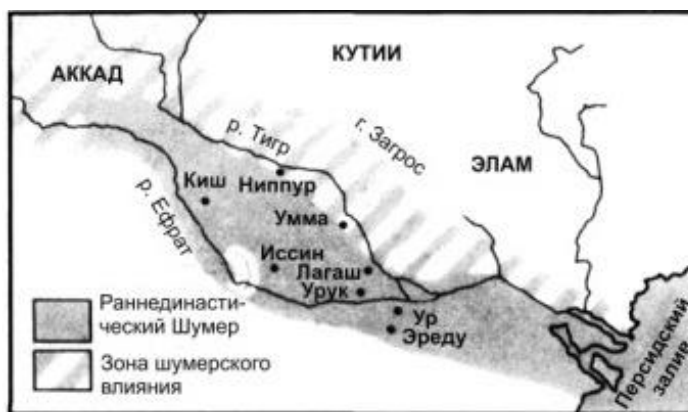 КУТИИ
АККАД
р. Тигр
г. Загрос
ЭЛАМ
Киш
Ниппур
р. Ефрат
Умма
Иссин
Лагаш
Урук
Ур
Эреду
Раннединасти-
ческий Шумер
Зона шумерского
влияния
Персидский
залив